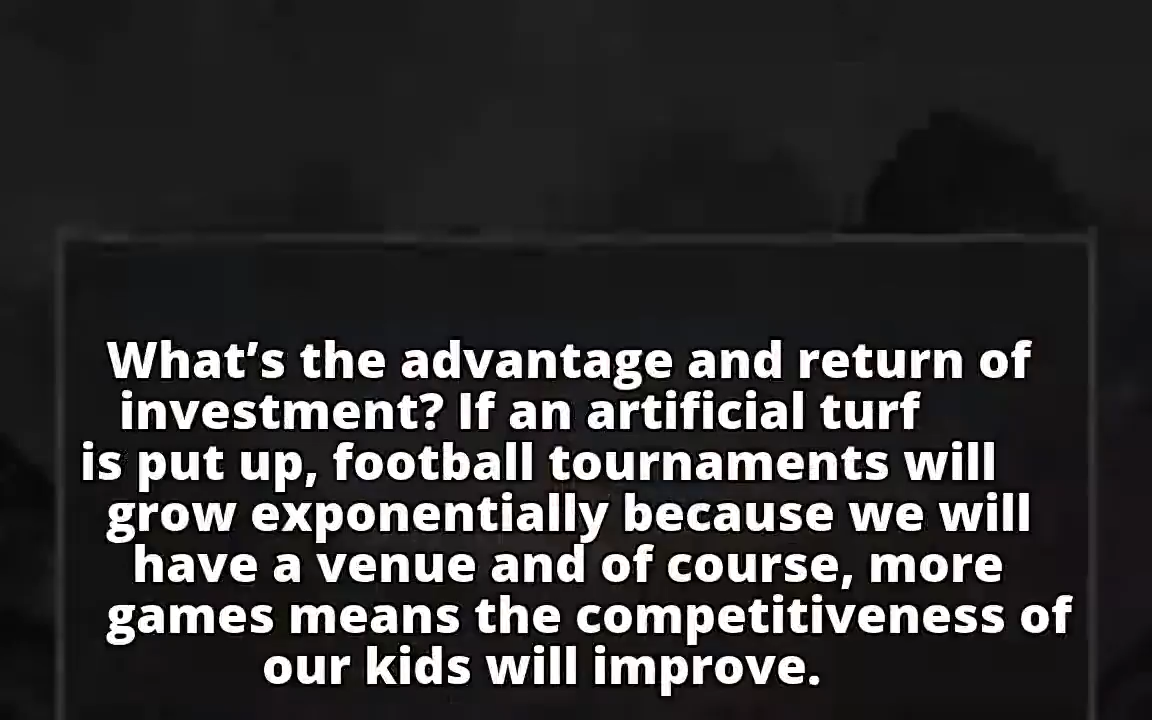 What’s the advantage and return of
investment? If an artificial turf
is put up, football tournaments will
grow exponentially because we will
have a venue and of course, more
games means the competitiveness of
our kids will improve.